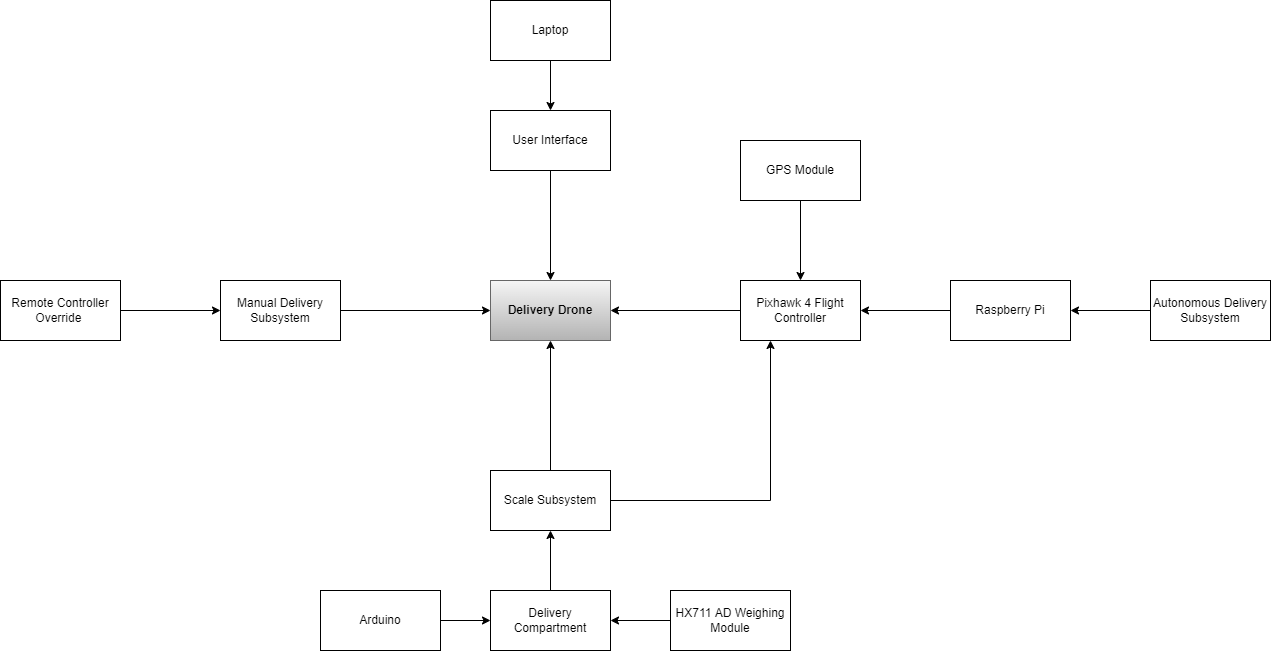 Laptop
User Interface
GPS Module
Remote Controller
Override
Manual Delivery
Subsystem
Delivery Drone
Pixhawk 4 Flight
Controller
Raspberry Pi
Autonomous Delivery
Subsystem
Scale Subsystem
Arduino
Delivery
Compartment
HX711 AD Weighing
Module